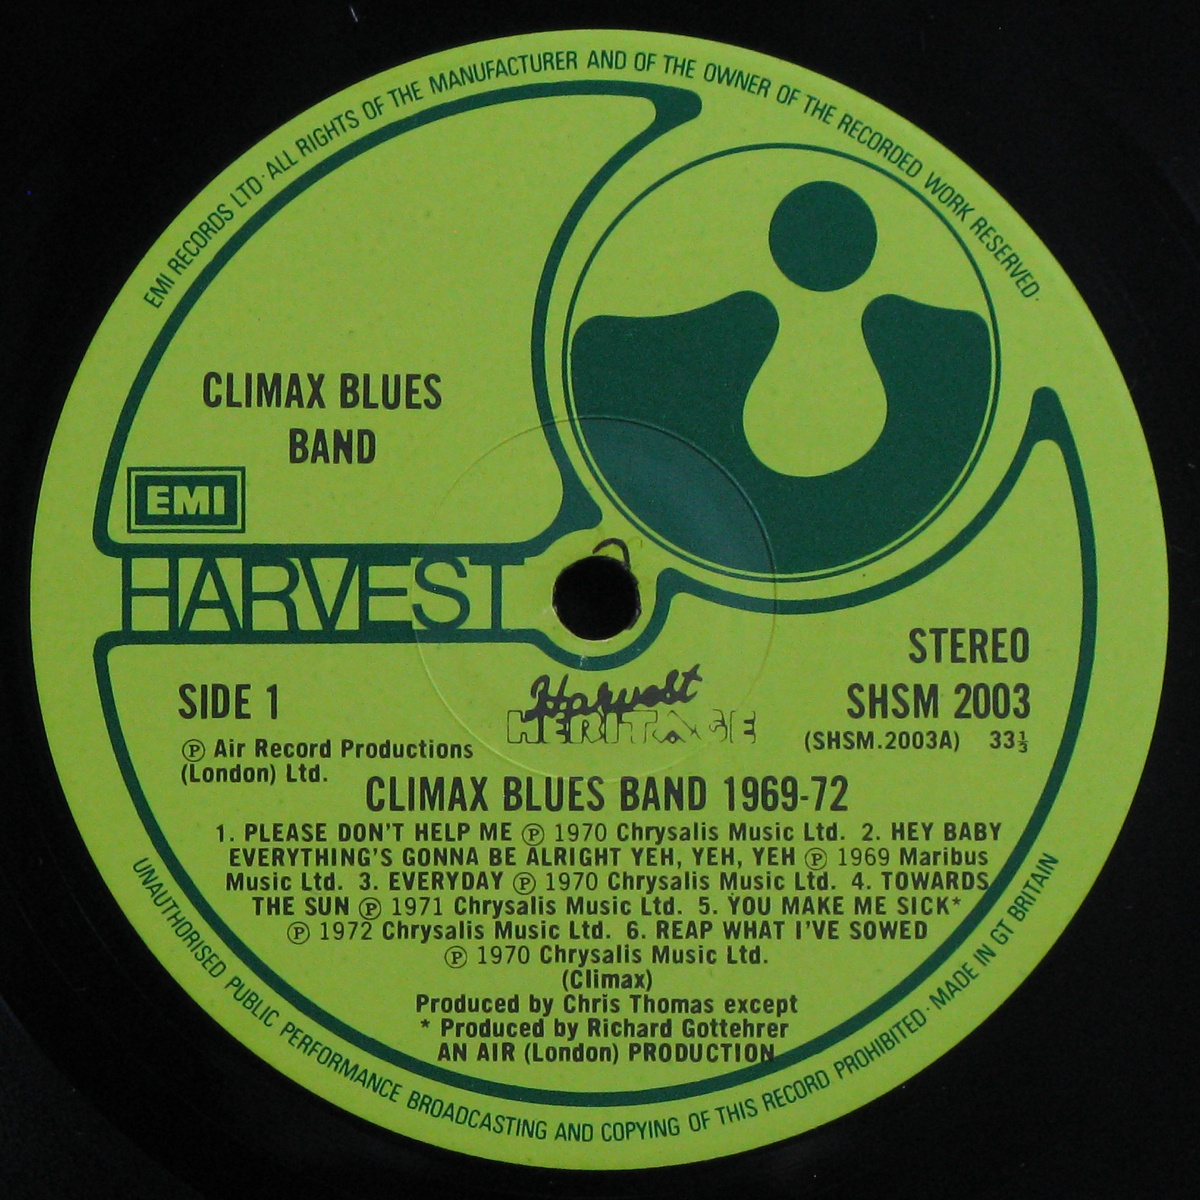 EMI RECORDS LTD · ALL RIGHTS OF THE MANUFACTURER AND OF THE OWNER OF THE RECORDED WORK RESERVED ·
CLIMAX BLUES
BAND
EMI
HARVEST
STEREO
SIDE 1
SHSM 2003
Harvest
HERITAGE
(SHSM.2003A) 33⅓
℗ Air Record Productions
(London) Ltd.
CLIMAX BLUES BAND 1969-72
1. PLEASE DON'T HELP ME ℗ 1970 Chrysalis Music Ltd. 2. HEY BABY
EVERYTHING'S GONNA BE ALRIGHT YEH, YEH, YEH ℗ 1969 Maribus
Music Ltd. 3. EVERYDAY ℗ 1970 Chrysalis Music Ltd. 4. TOWARDS
THE SUN ℗ 1971 Chrysalis Music Ltd. 5. YOU MAKE ME SICK*
℗ 1972 Chrysalis Music Ltd. 6. REAP WHAT I'VE SOWED
℗ 1970 Chrysalis Music Ltd.
(Climax)
Produced by Chris Thomas except
* Produced by Richard Gottehrer
AN AIR (London) PRODUCTION
UNAUTHORISED PUBLIC PERFORMANCE BROADCASTING AND COPYING OF THIS RECORD PROHIBITED · MADE IN GT BRITAIN